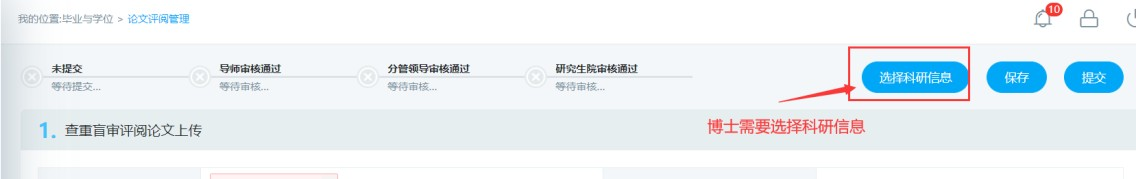 我的位置:毕业与学位 > 论文评阅管理
10
未提交
等待提交...
导师审核通过
等待审核...
分管领导审核通过
等待审核...
研究生院审核通过
等待审核...
选择科研信息
保存
提交
博士需要选择科研信息
1. 查重盲审评阅论文上传